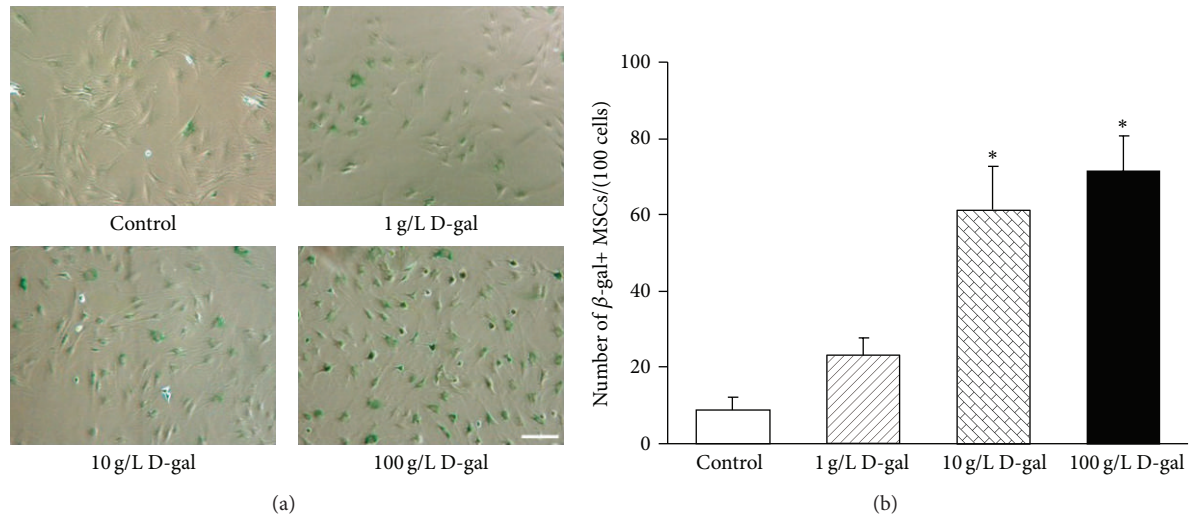 Control
1 g/L D-gal
10 g/L D-gal
100 g/L D-gal
(a)
Number of β-gal+ MSCs/(100 cells)
100
80
60
40
20
0
*
*
Control
1 g/L D-gal
10 g/L D-gal
100 g/L D-gal
(b)